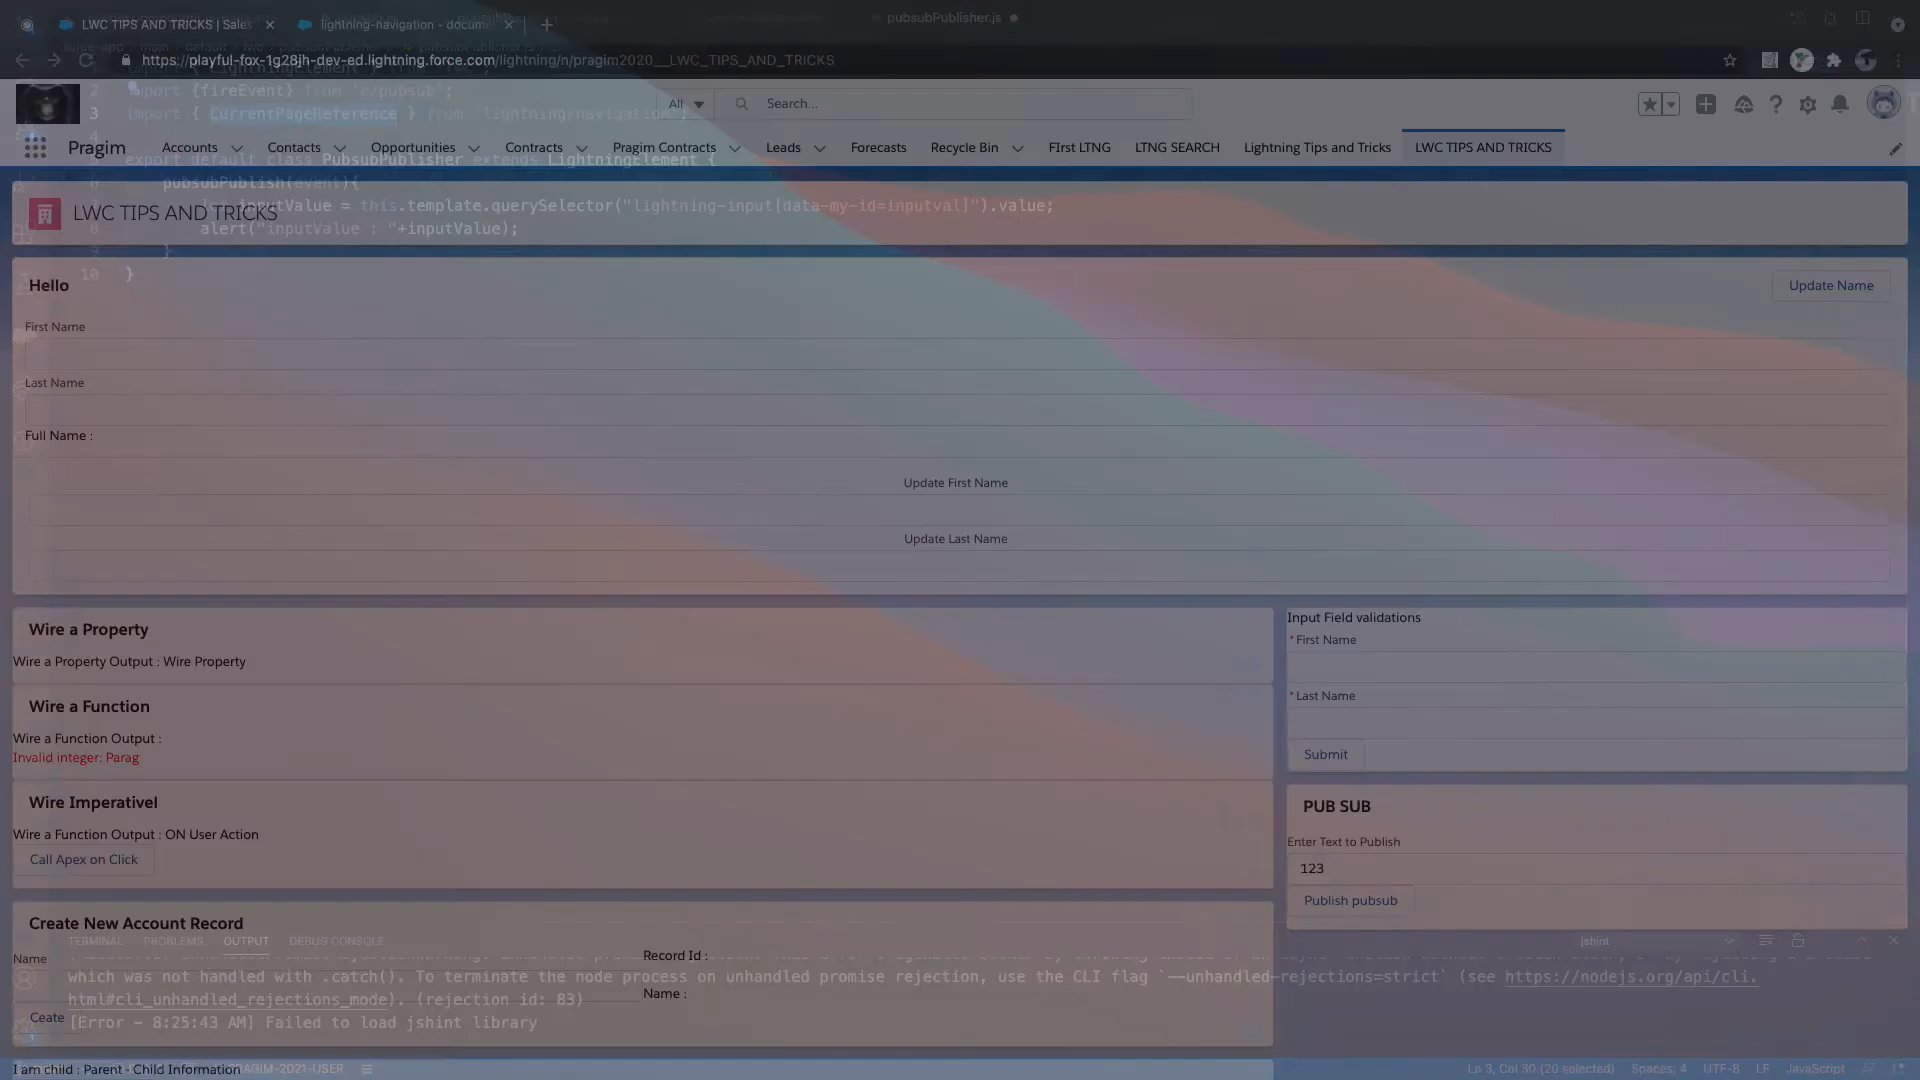 LWC TIPS AND TRICKS | Sales
lightning-navigation - docume
pubsubPublisher.js
https://playful-fox-1g28jh-dev-ed.lightning.force.com/lightning/n/pragim2020__LWC_TIPS_AND_TRICKS
2 import {fireEvent} from 'c/pubsub';
3 import { CurrentPageReference } from 'lightning/navigation';
4
All
Search...
Pragim
Accounts
Contacts
Opportunities
Contracts
Pragim Contracts
Leads
Forecasts
Recycle Bin
FIrst LTNG
LTNG SEARCH
Lightning Tips and Tricks
LWC TIPS AND TRICKS
export default class PubsubPublisher extends LightningElement {
pubsubPublish(event){
inputValue = this.template.querySelector("lightning-input[data-my-id=inputval]").value;
LWC TIPS AND TRICKS
8 alert("inputValue : "+inputValue);
9 }
10 }
Hello
Update Name
First Name
Last Name
Full Name :
Update First Name
Update Last Name
Wire a Property
Wire a Property Output : Wire Property
Wire a Function
Wire a Function Output :
Invalid integer: Parag
Wire Imperativel
Wire a Function Output : ON User Action
Call Apex on Click
Input Field validations
*First Name
*Last Name
Submit
PUB SUB
Enter Text to Publish
123
Publish pubsub
Create New Account Record
TERMINAL PROBLEMS OUTPUT DEBUG CONSOLE
jshint
Name
Record Id :
which was not handled with .catch(). To terminate the node process on unhandled promise rejection, use the CLI flag `--unhandled-rejections=strict` (see https://nodejs.org/api/cli.
Name :
html#cli_unhandled_rejections_mode). (rejection id: 83)
Ceate
[Error - 8:25:43 AM] Failed to load jshint library
I am child : Parent - Child Information
PRAGIM-2021-USER
Ln 3, Col 30 (20 selected) Spaces: 4 UTF-8 LF JavaScript